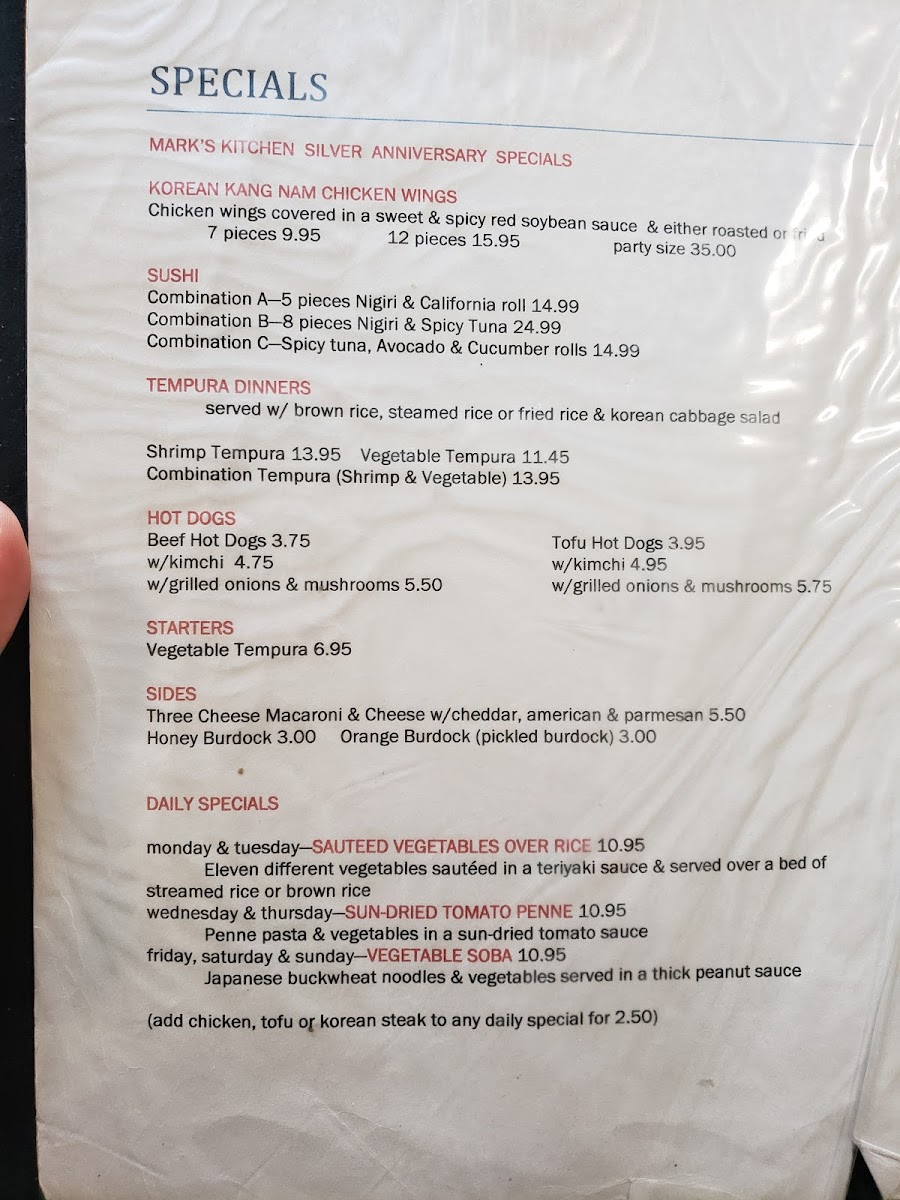 SPECIALS
MARK'S KITCHEN SILVER ANNIVERSARY SPECIALS
KOREAN KANG NAM CHICKEN WINGS
Chicken wings covered in a sweet & spicy red soybean sauce & either roasted or
7 pieces 9.95 12 pieces 15.95 party size 35.00
SUSHI
Combination A—5 pieces Nigiri & California roll 14.99
Combination B—8 pieces Nigiri & Spicy Tuna 24.99
Combination C—Spicy tuna, Avocado & Cucumber rolls 14.99
TEMPURA DINNERS
served w/ brown rice, steamed rice or fried rice & korean cabbage salad
Shrimp Tempura 13.95 Vegetable Tempura 11.45
Combination Tempura (Shrimp & Vegetable) 13.95
HOT DOGS
Beef Hot Dogs 3.75 Tofu Hot Dogs 3.95
w/kimchi 4.75 w/kimchi 4.95
w/grilled onions & mushrooms 5.50 w/grilled onions & mushrooms 5.75
STARTERS
Vegetable Tempura 6.95
SIDES
Three Cheese Macaroni & Cheese w/cheddar, american & parmesan 5.50
Honey Burdock 3.00 Orange Burdock (pickled burdock) 3.00
DAILY SPECIALS
monday & tuesday—SAUTEED VEGETABLES OVER RICE 10.95
Eleven different vegetables sautéed in a teriyaki sauce & served over a bed of
streamed rice or brown rice
wednesday & thursday—SUN-DRIED TOMATO PENNE 10.95
Penne pasta & vegetables in a sun-dried tomato sauce
friday, saturday & sunday—VEGETABLE SOBA 10.95
Japanese buckwheat noodles & vegetables served in a thick peanut sauce
(add chicken, tofu or korean steak to any daily special for 2.50)